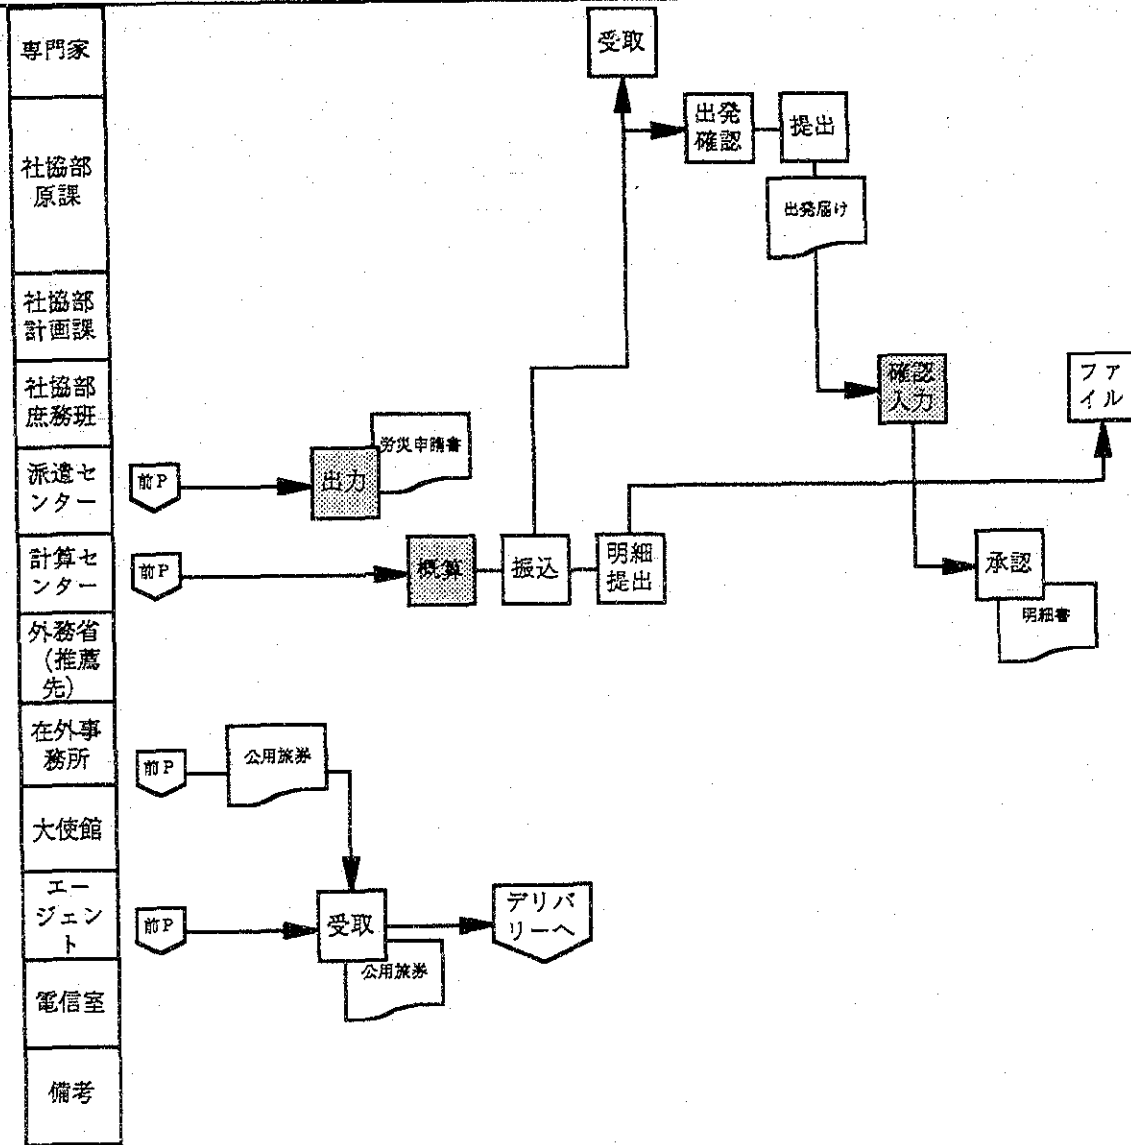 専門家
受取
出発
確認
提出
社協部
原課
出発届け
社協部
計画課
社協部
庶務班
確認
入力
ファ
イル
労災申請書
派遣セ
ンター
前P
出力
計算セ
ンター
前P
概算
振込
明細
提出
承認
明細書
外務省
(推薦
先)
在外事
務所
前P
公用旅券
大使館
エー
ジェン
ト
前P
受取
デリバ
リーへ
公用旅券
電信室
備考